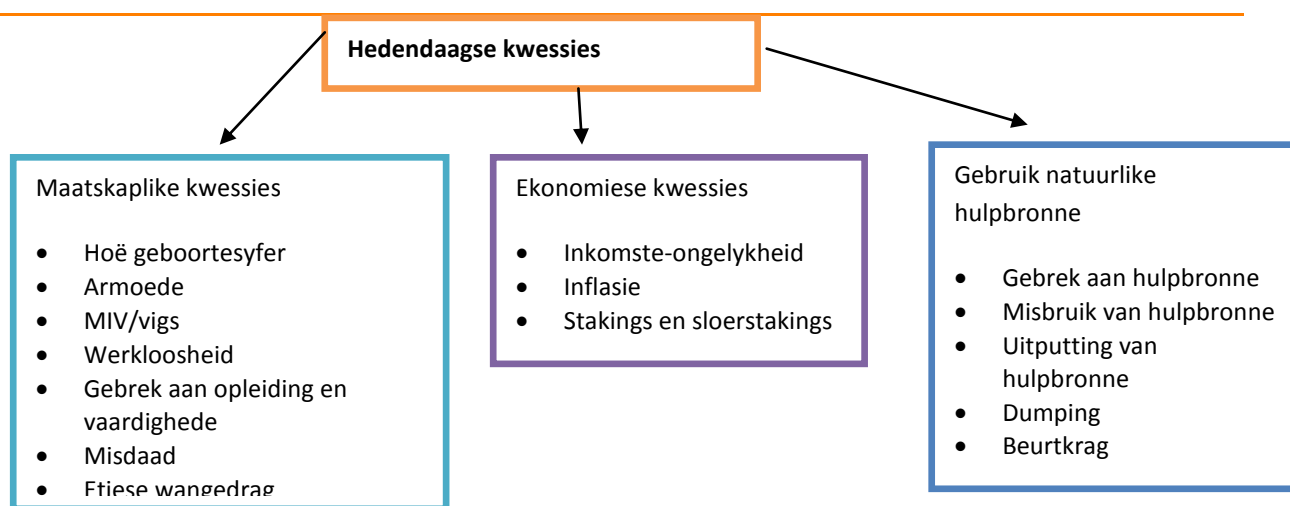 Hedendaagse kwessies
Maatskaplike kwessies
• Hoë geboortesyfer
• Armoede
• MIV/vigs
• Werkloosheid
• Gebrek aan opleiding en
vaardighede
• Misdaad
• Etiese wangedrag
Ekonomiese kwessies
• Inkomste-ongelykheid
• Inflasie
• Stakings en sloerstakings
Gebruik natuurlike
hulpbronne
• Gebrek aan hulpbronne
• Misbruik van hulpbronne
• Uitputting van
hulpbronne
• Dumping
• Beurtkrag